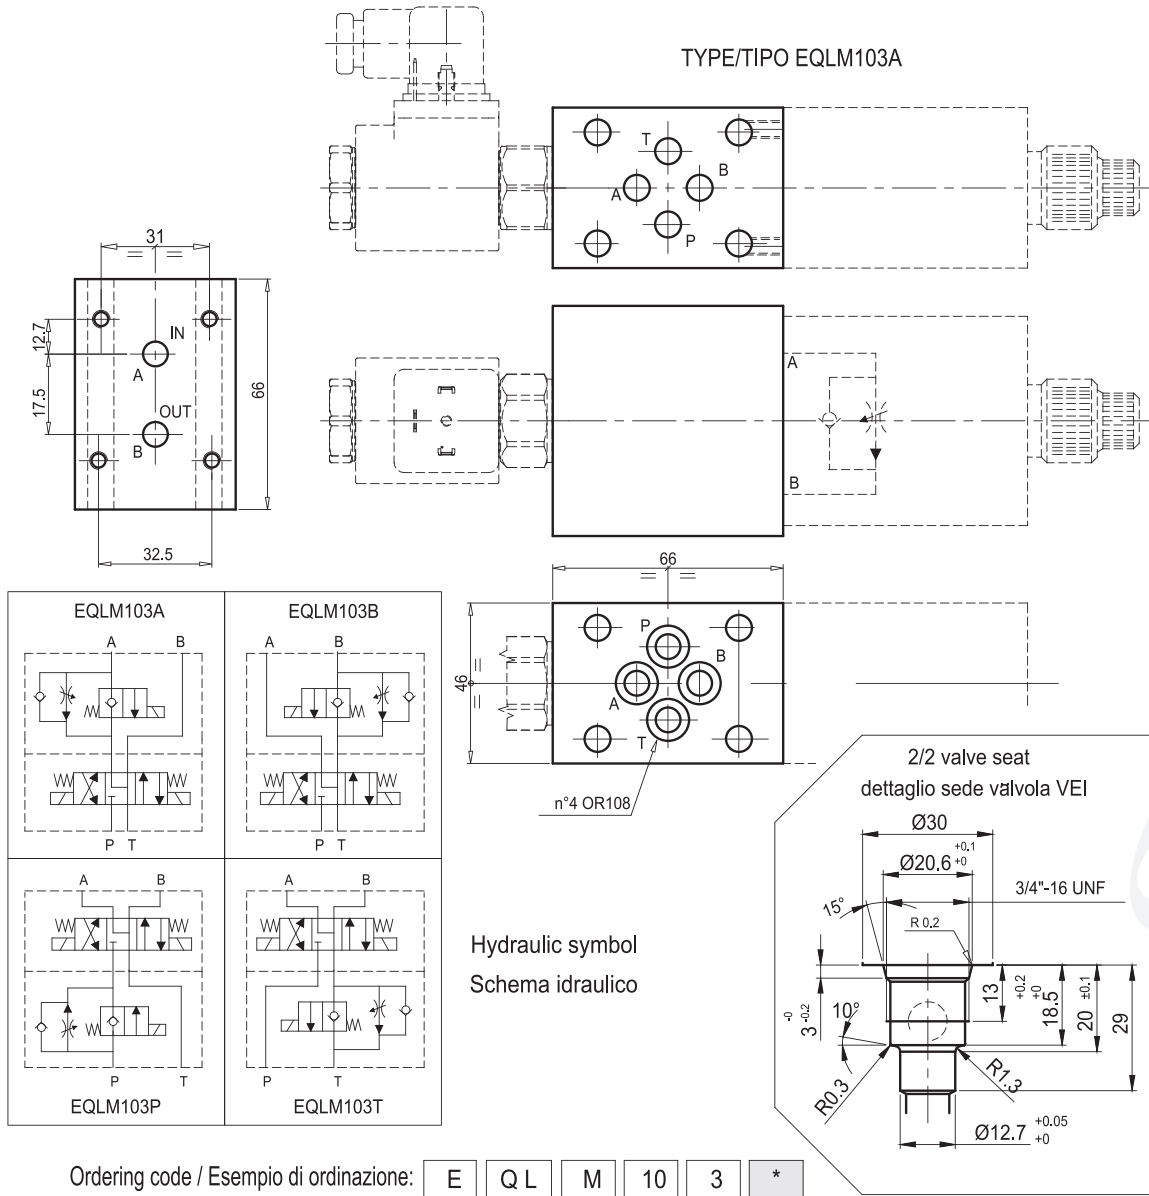 TYPE/TIPO EQLM103A
T
B
A
P
31
= =
IN
A
OUT
B
12.7
17.5
66
32.5
A
B
66
= =
46
= =
P
B
A
T
n°4 OR108
EQLM103A
A B
P T
EQLM103B
A B
P T
A B
P T
EQLM103P
A B
P T
EQLM103T
Hydraulic symbol
Schema idraulico
2/2 valve seat
dettaglio sede valvola VEI
Ø30
Ø20.6 +0.1 +0
3/4"-16 UNF
15°
R 0.2
3 -0 -0.2
10°
13
18.5 +0.2 +0
20 ±0.1
29
R0.3
R1.3
Ø12.7 +0.05 +0
Ordering code / Esempio di ordinazione: E Q L M 10 3 *